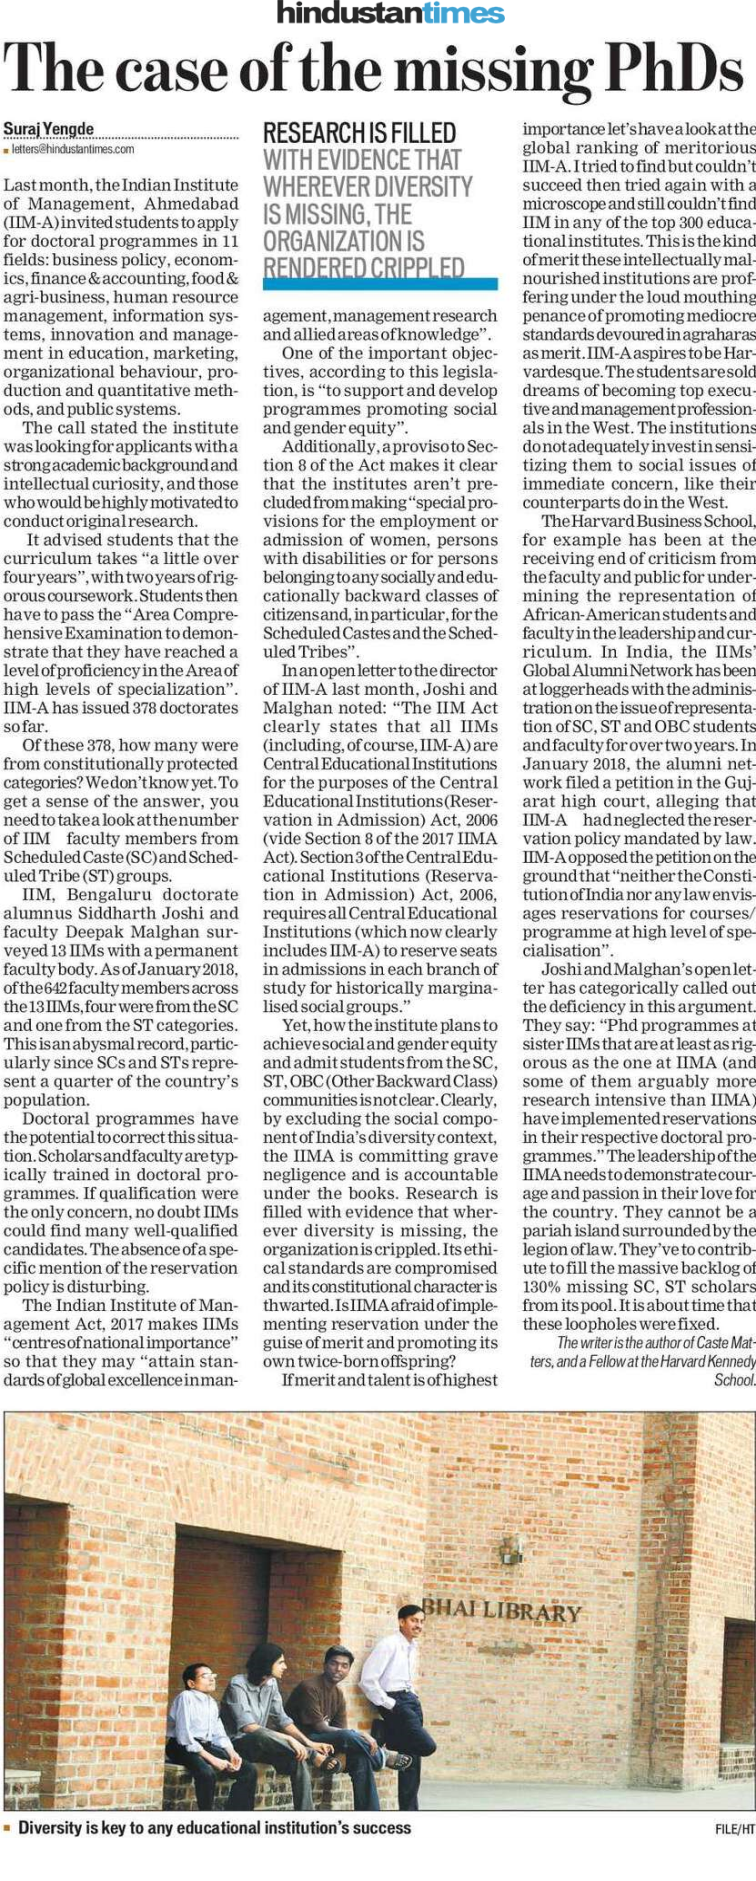 hindustantimes
The case of the missing PhDs
Suraj Yengde
letters@hindustantimes.com
Last month, the Indian Institute
of Management, Ahmedabad
(IIM-A) invited students to apply
for doctoral programmes in 11
fields: business policy, econom-
ics, finance & accounting, food &
agri-business, human resource
management, information sys-
tems, innovation and manage-
ment in education, marketing,
organizational behaviour, pro-
duction and quantitative meth-
ods, and public systems.
The call stated the institute
was looking for applicants with a
strong academic background and
intellectual curiosity, and those
who would be highly motivated to
conduct original research.
It advised students that the
curriculum takes “a little over
four years”, with two years of rig-
orous coursework. Students then
have to pass the “Area Compre-
hensive Examination to demon-
strate that they have reached a
level of proficiency in the Area of
high levels of specialization”.
IIM-A has issued 378 doctorates
so far.
Of these 378, how many were
from constitutionally protected
categories? We don’t know yet. To
get a sense of the answer, you
need to take a look at the number
of IIM faculty members from
Scheduled Caste (SC) and Sched-
uled Tribe (ST) groups.
IIM, Bengaluru doctorate
alumnus Siddharth Joshi and
faculty Deepak Malghan sur-
veyed 13 IIMs with a permanent
faculty body. As of January 2018,
of the 642 faculty members across
the 13 IIMs, four were from the SC
and one from the ST categories.
This is an abysmal record, partic-
ularly since SCs and STs repre-
sent a quarter of the country’s
population.
Doctoral programmes have
the potential to correct this situa-
tion. Scholars and faculty are typ-
ically trained in doctoral pro-
grammes. If qualification were
the only concern, no doubt IIMs
could find many well-qualified
candidates. The absence of a spe-
cific mention of the reservation
policy is disturbing.
The Indian Institute of Man-
agement Act, 2017 makes IIMs
“centres of national importance”
so that they may “attain stan-
dards of global excellence in man-
RESEARCH IS FILLED
WITH EVIDENCE THAT
WHEREVER DIVERSITY
IS MISSING, THE
ORGANIZATION IS
RENDERED CRIPPLED
agement, management research
and allied areas of knowledge”.
One of the important objec-
tives, according to this legisla-
tion, is “to support and develop
programmes promoting social
and gender equity”.
Additionally, a proviso to Sec-
tion 8 of the Act makes it clear
that the institutes aren’t pre-
cluded from making “special pro-
visions for the employment or
admission of women, persons
with disabilities or for persons
belonging to any socially and edu-
cationally backward classes of
citizens and, in particular, for the
Scheduled Castes and the Sched-
uled Tribes”.
In an open letter to the director
of IIM-A last month, Joshi and
Malghan noted: “The IIM Act
clearly states that all IIMs
(including, of course, IIM-A) are
Central Educational Institutions
for the purposes of the Central
Educational Institutions (Reser-
vation in Admission) Act, 2006
(vide Section 8 of the 2017 IIMA
Act). Section 3 of the Central Edu-
cational Institutions (Reserva-
tion in Admission) Act, 2006,
requires all Central Educational
Institutions (which now clearly
includes IIM-A) to reserve seats
in admissions in each branch of
study for historically margina-
lised social groups.”
Yet, how the institute plans to
achieve social and gender equity
and admit students from the SC,
ST, OBC (Other Backward Class)
communities is not clear. Clearly,
by excluding the social compo-
nent of India’s diversity context,
the IIMA is committing grave
negligence and is accountable
under the books. Research is
filled with evidence that wher-
ever diversity is missing, the
organization is crippled. Its ethi-
cal standards are compromised
and its constitutional character is
thwarted. Is IIMA afraid of imple-
menting reservation under the
guise of merit and promoting its
own twice-born offspring?
If merit and talent is of highest
importance let’s have a look at the
global ranking of meritorious
IIM-A. I tried to find but couldn’t
succeed then tried again with a
microscope and still couldn’t find
IIM in any of the top 300 educa-
tional institutes. This is the kind
of merit these intellectually mal-
nourished institutions are prof-
fering under the loud mouthing
penance of promoting mediocre
standards devoured in agraharas
as merit. IIM-A aspires to be Har-
vardesque. The students are sold
dreams of becoming top execu-
tive and management profession-
als in the West. The institutions
do not adequately invest in sensi-
tizing them to social issues of
immediate concern, like their
counterparts do in the West.
The Harvard Business School,
for example has been at the
receiving end of criticism from
the faculty and public for under-
mining the representation of
African-American students and
faculty in the leadership and cur-
riculum. In India, the IIMs’
Global Alumni Network has been
at loggerheads with the adminis-
tration on the issue of representa-
tion of SC, ST and OBC students
and faculty for over two years. In
January 2018, the alumni net-
work filed a petition in the Guj-
arat high court, alleging that
IIM-A had neglected the reser-
vation policy mandated by law.
IIM-A opposed the petition on the
ground that “neither the Consti-
tution of India nor any law envis-
ages reservations for courses/
programme at high level of spe-
cialisation”.
Joshi and Malghan’s open let-
ter has categorically called out
the deficiency in this argument.
They say: “Phd programmes at
sister IIMs that are at least as rig-
orous as the one at IIMA (and
some of them arguably more
research intensive than IIMA)
have implemented reservations
in their respective doctoral pro-
grammes.” The leadership of the
IIMA needs to demonstrate cour-
age and passion in their love for
the country. They cannot be a
pariah island surrounded by the
legion of law. They’ve to contrib-
ute to fill the massive backlog of
130% missing SC, ST scholars
from its pool. It is about time that
these loopholes were fixed.
The writer is the author of Caste Mat-
ters, and a Fellow at the Harvard Kennedy
School.
BHAI LIBRARY
Diversity is key to any educational institution’s success
FILE/HT